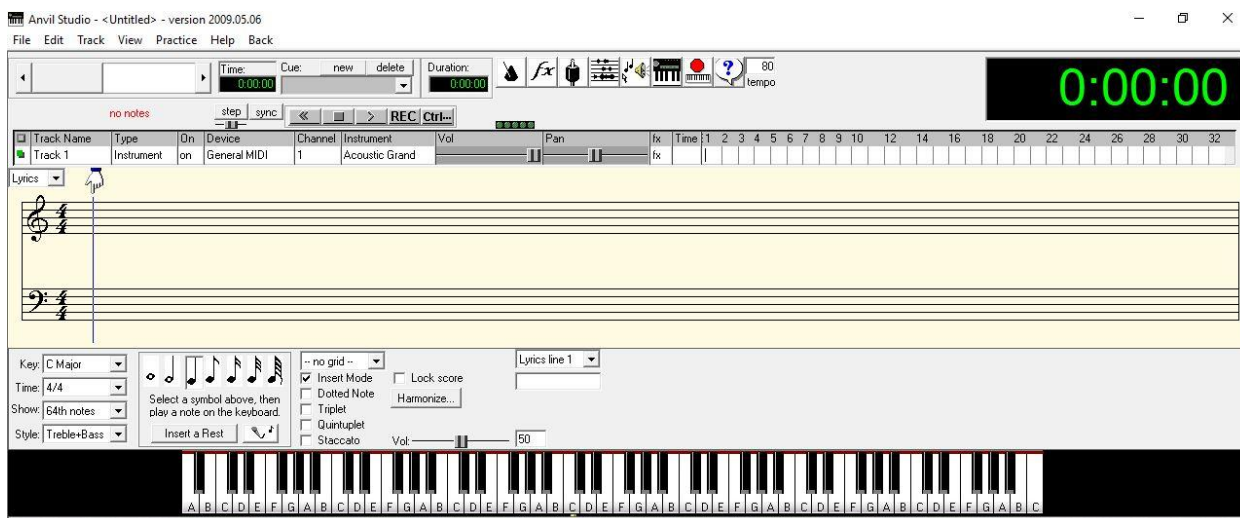 Anvil Studio - <Untitled> - version 2009.05.06
File Edit Track View Practice Help Back
Time: Cue: new delete Duration: fx ? 80
0:00:00 0:00:00 tempo 0:00:00
no notes step sync REC Ctrl...
Track Name Type On Device Channel Instrument Vol Pan fx Time 1 2 3 4 5 6 7 8 9 10 12 14 16 18 20 22 24 26 28 30 32
Track 1 Instrument on General MIDI 1 Acoustic Grand fx
Lyrics
4/4
4/4
Key: C Major -- no grid -- Lyrics line 1
Time: 4/4 Insert Mode Lock score
Show: 64th notes Select a symbol above, then Dotted Note Harmonize...
play a note on the keyboard. Triplet
Quintuplet
Style: Treble+Bass Insert a Rest Staccato Vol: 50
A B C D E F G A B C D E F G A B C D E F G A B C D E F G A B C D E F G A B C D E F G A B C